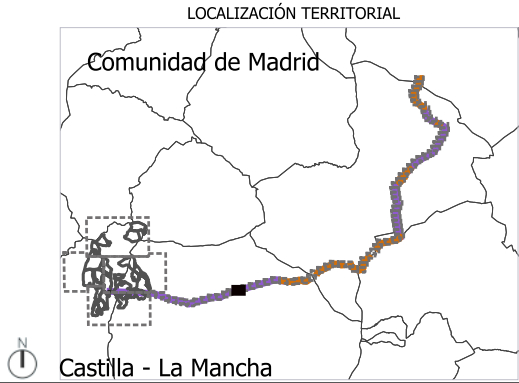 LOCALIZACIÓN TERRITORIAL
Comunidad de Madrid
N
Castilla - La Mancha